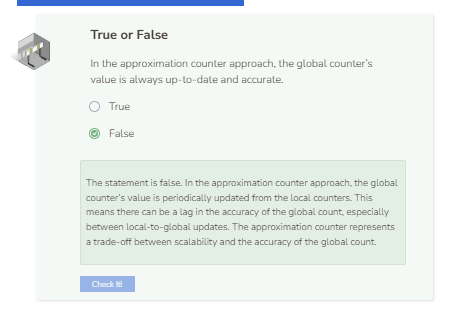 True or False
In the approximation counter approach, the global counter's
value is always up-to-date and accurate.
True
False
The statement is false. In the approximation counter approach, the global
counter's value is periodically updated from the local counters. This
means there can be a lag in the accuracy of the global count, especially
between local-to-global updates. The approximation counter represents
a trade-off between scalability and the accuracy of the global count.
Check It!